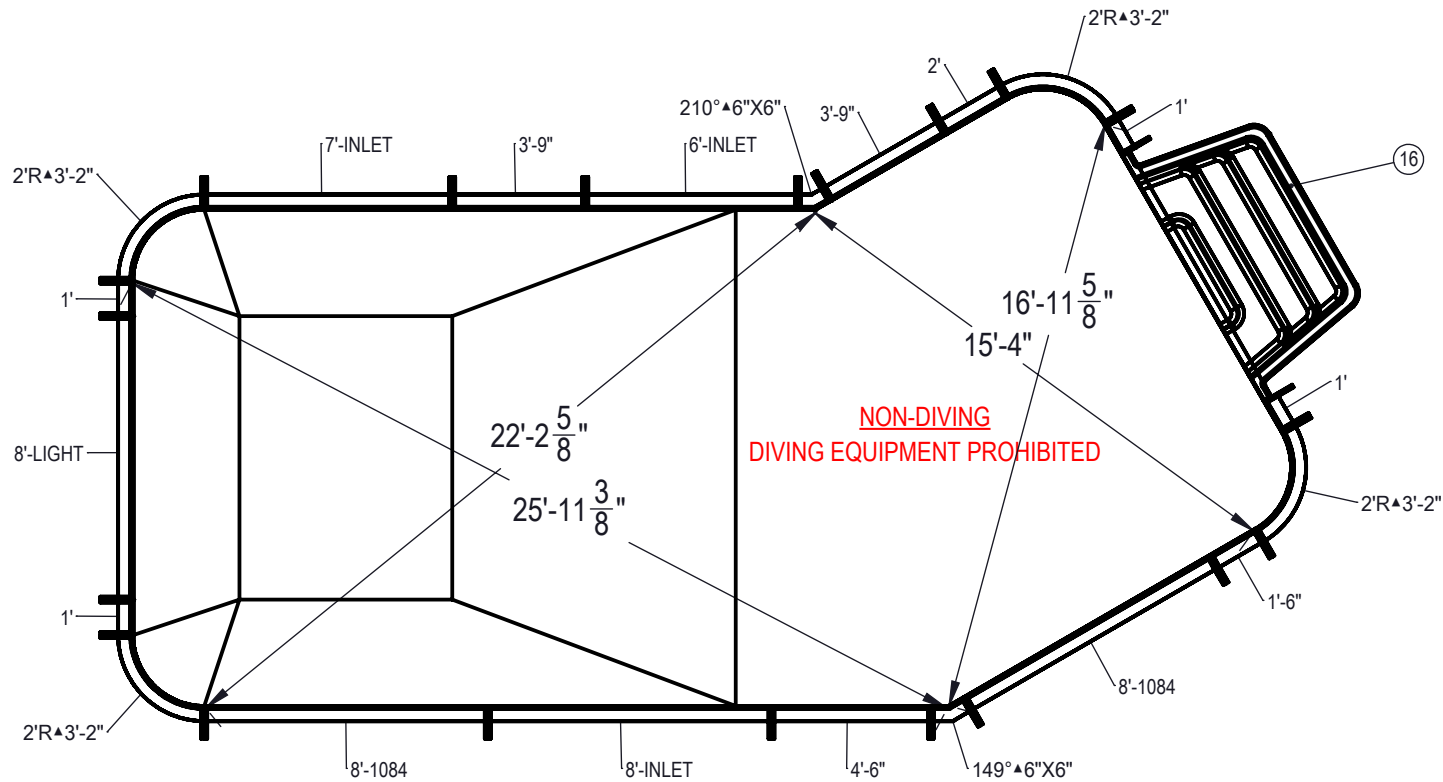 2'R▲3'-2"
2'
210°▲6"X6"
3'-9"
1'
7'-INLET
3'-9"
6'-INLET
16
2'R▲3'-2"
1'
16'-11 5/8"
15'-4"
1'
NON-DIVING
22'-2 5/8"
8'-LIGHT
DIVING EQUIPMENT PROHIBITED
25'-11 3/8"
2'R▲3'-2"
1'
1'-6"
8'-1084
2'R▲3'-2"
8'-1084
8'-INLET
4'-6"
149°▲6"X6"